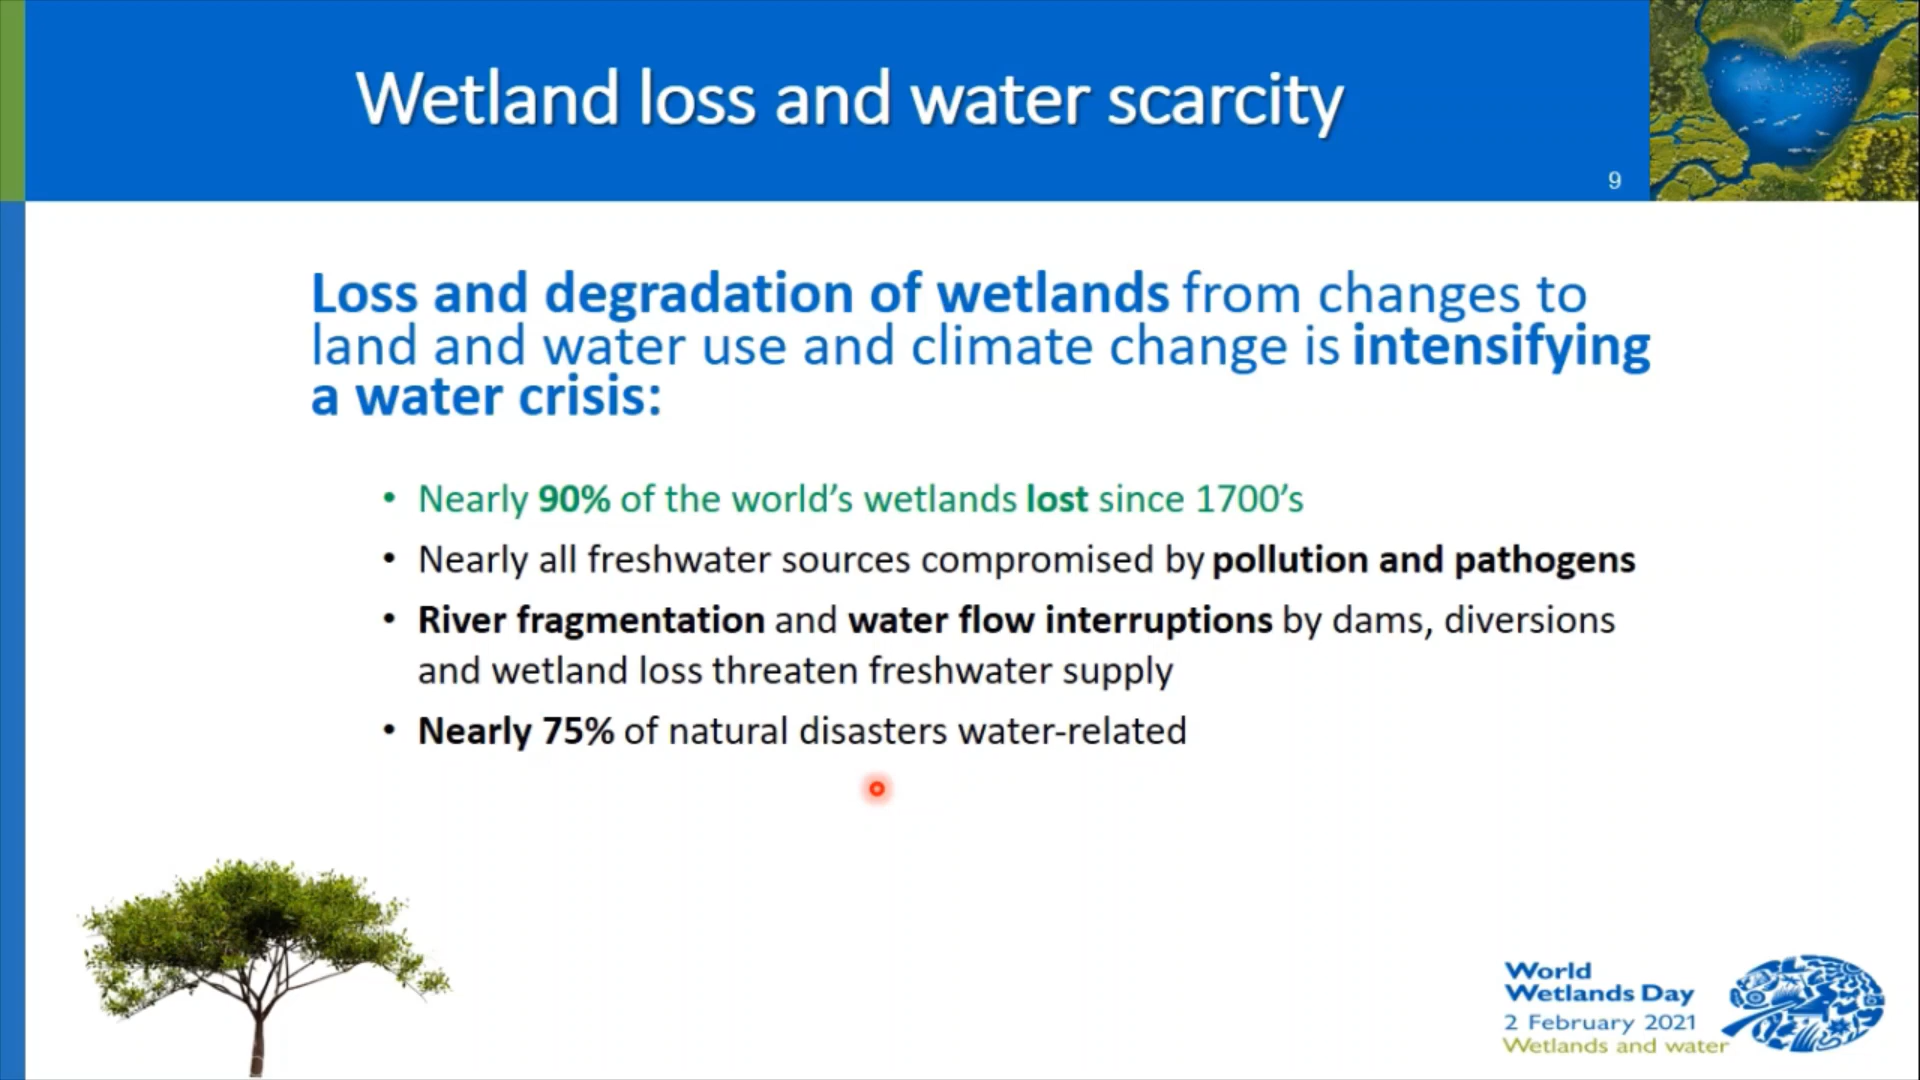 Wetland loss and water scarcity
9
Loss and degradation of wetlands from changes to
land and water use and climate change is intensifying
a water crisis:
• Nearly 90% of the world’s wetlands lost since 1700’s
• Nearly all freshwater sources compromised by pollution and pathogens
• River fragmentation and water flow interruptions by dams, diversions
and wetland loss threaten freshwater supply
• Nearly 75% of natural disasters water-related
World
Wetlands Day
2 February 2021
Wetlands and water